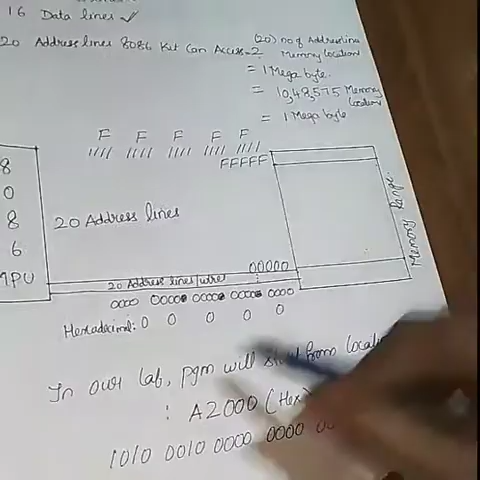 16 Data lines ✓
20 Address lines 8086 Kit Can Access = 2 (20) no of Address line Memory location
= 1 Mega byte.
= 10,48,575 Memory location
= 1 Mega byte
F F F F F
//// //// //// //// ////
FFFFF
8
0
8
6
MPU
20 Address lines
Memory Range.
00000
20 Address lines/wires
0000 0000 0000 0000 0000
Hexadecimal: 0 0 0 0 0
In our lab, pgm will from
: A2000 (Hex)
1010 0010 0000 0000